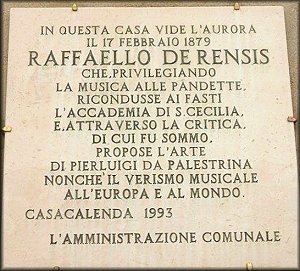 IN QUESTA CASA VIDE L'AURORA
IL 17 FEBBRAIO 1879
RAFFAELLO DE RENSIS
CHE, PRIVILEGIANDO
LA MUSICA ALLE PANDETTE,
RICONDUSSE AI FASTI
L'ACCADEMIA DI S. CECILIA,
E, ATTRAVERSO LA CRITICA,
DI CUI FU SOMMO,
PROPOSE L'ARTE
DI PIERLUIGI DA PALESTRINA
NONCHÈ IL VERISMO MUSICALE
ALL'EUROPA E AL MONDO.
CASACALENDA 1993
L'AMMINISTRAZIONE COMUNALE